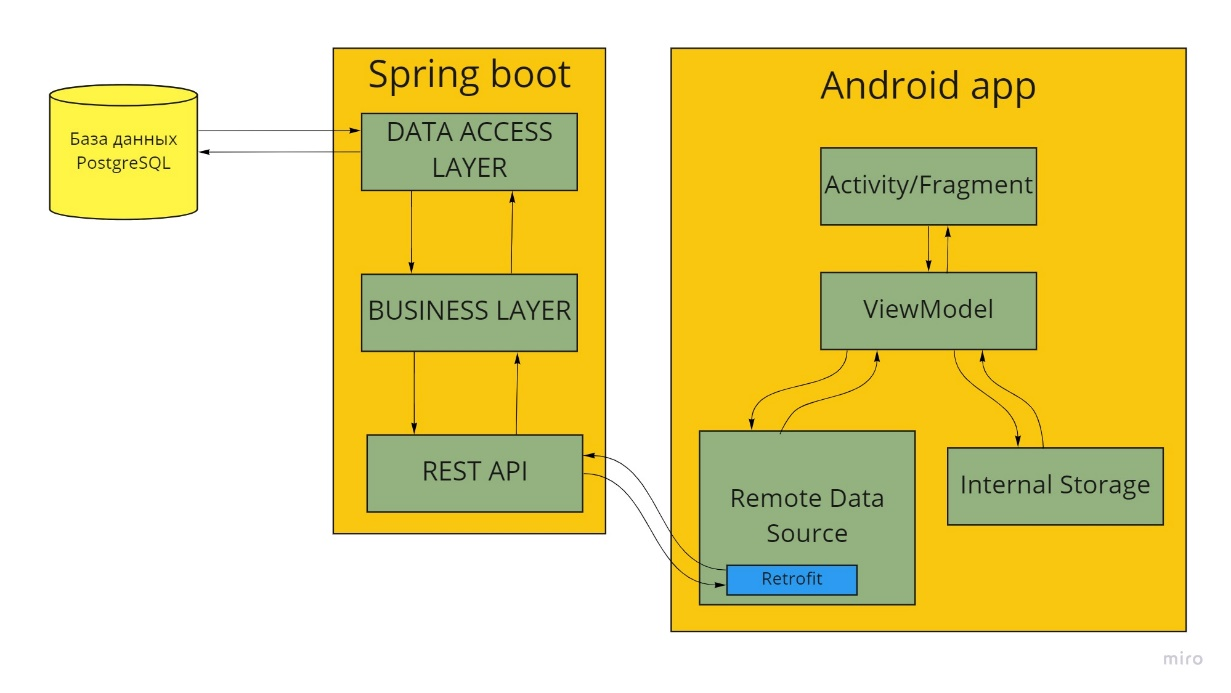 Spring boot
Android app
База данных
PostgreSQL
DATA ACCESS
LAYER
Activity/Fragment
BUSINESS LAYER
ViewModel
REST API
Remote Data
Source
Internal Storage
Retrofit
miro